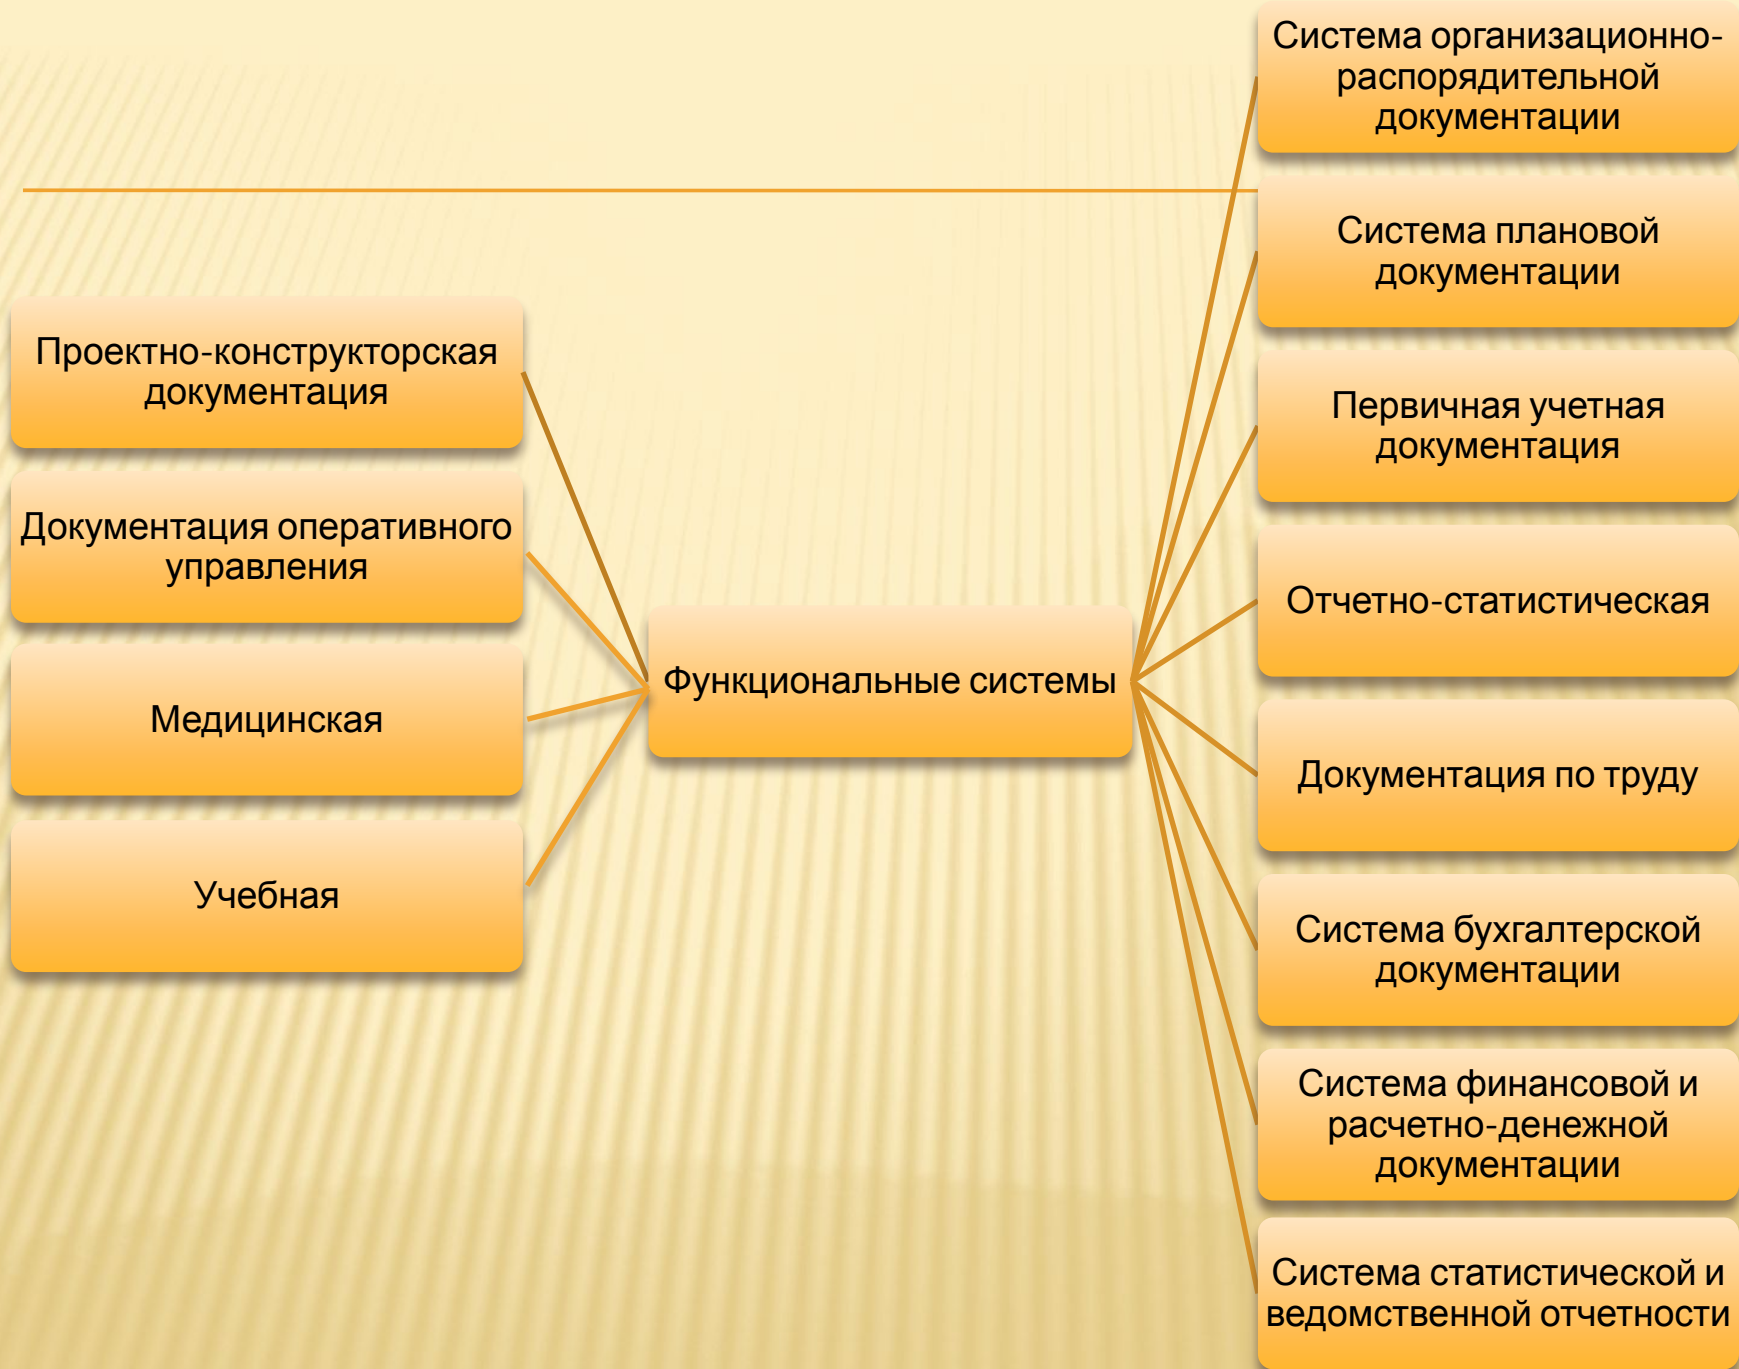 Проектно-конструкторская
документация
Документация оперативного
управления
Медицинская
Учебная
Функциональные системы
Система организационно-
распорядительной
документации
Система плановой
документации
Первичная учетная
документация
Отчетно-статистическая
Документация по труду
Система бухгалтерской
документации
Система финансовой и
расчетно-денежной
документации
Система статистической и
ведомственной отчетности